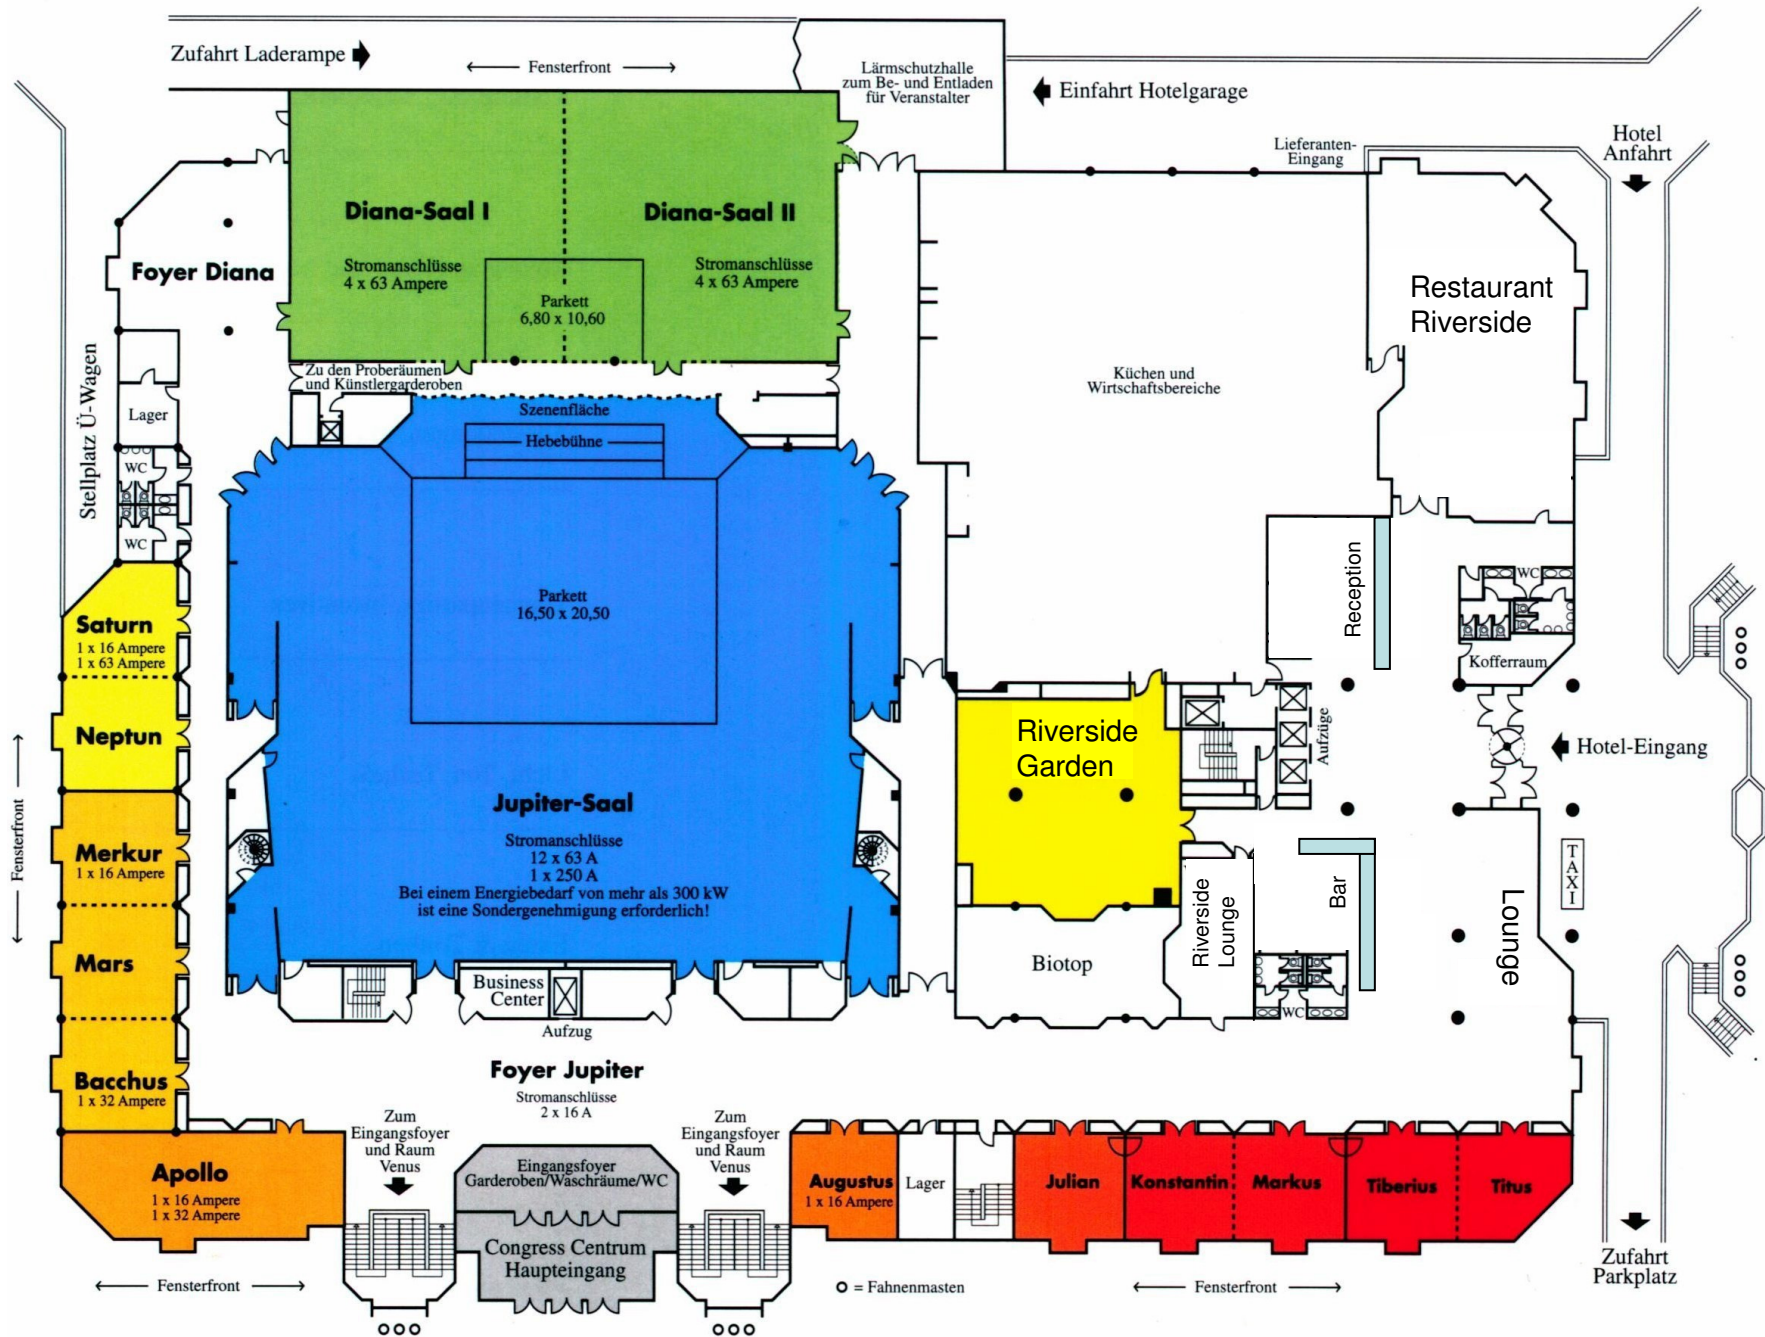 Zufahrt Laderampe
Fensterfront
Lärmschutzhalle
zum Be- und Entladen
für Veranstalter
Einfahrt Hotelgarage
Hotel
Anfahrt
Lieferanten-
Eingang
Diana-Saal I
Stromanschlüsse
4 x 63 Ampere
Diana-Saal II
Stromanschlüsse
4 x 63 Ampere
Parkett
6,80 x 10,60
Foyer Diana
Restaurant
Riverside
Zu den Proberäumen
und Künstlergarderoben
Küchen und
Wirtschaftsbereiche
Stellplatz Ü-Wagen
Lager
WC
WC
Szenenfläche
Hebebühne
Parkett
16,50 x 20,50
Reception
WC
Kofferraum
Saturn
1 x 16 Ampere
1 x 63 Ampere
Neptun
Riverside
Garden
Aufzüge
Hotel-Eingang
Fensterfront
Merkur
1 x 16 Ampere
Jupiter-Saal
Stromanschlüsse
12 x 63 A
1 x 250 A
Bei einem Energiebedarf von mehr als 300 kW
ist eine Sondergenehmigung erforderlich!
Mars
Riverside
Lounge
Bar
Lounge
TAXI
Biotop
WC
Business
Center
Aufzug
Bacchus
1 x 32 Ampere
Foyer Jupiter
Stromanschlüsse
2 x 16 A
Zum
Eingangsfoyer
und Raum
Venus
Zum
Eingangsfoyer
und Raum
Venus
Apollo
1 x 16 Ampere
1 x 32 Ampere
Eingangsfoyer
Garderoben/Waschräume/WC
Congress Centrum
Haupteingang
Augustus
1 x 16 Ampere
Lager
Julian
Konstantin
Markus
Tiberius
Titus
Fensterfront
= Fahnenmasten
Fensterfront
Zufahrt
Parkplatz